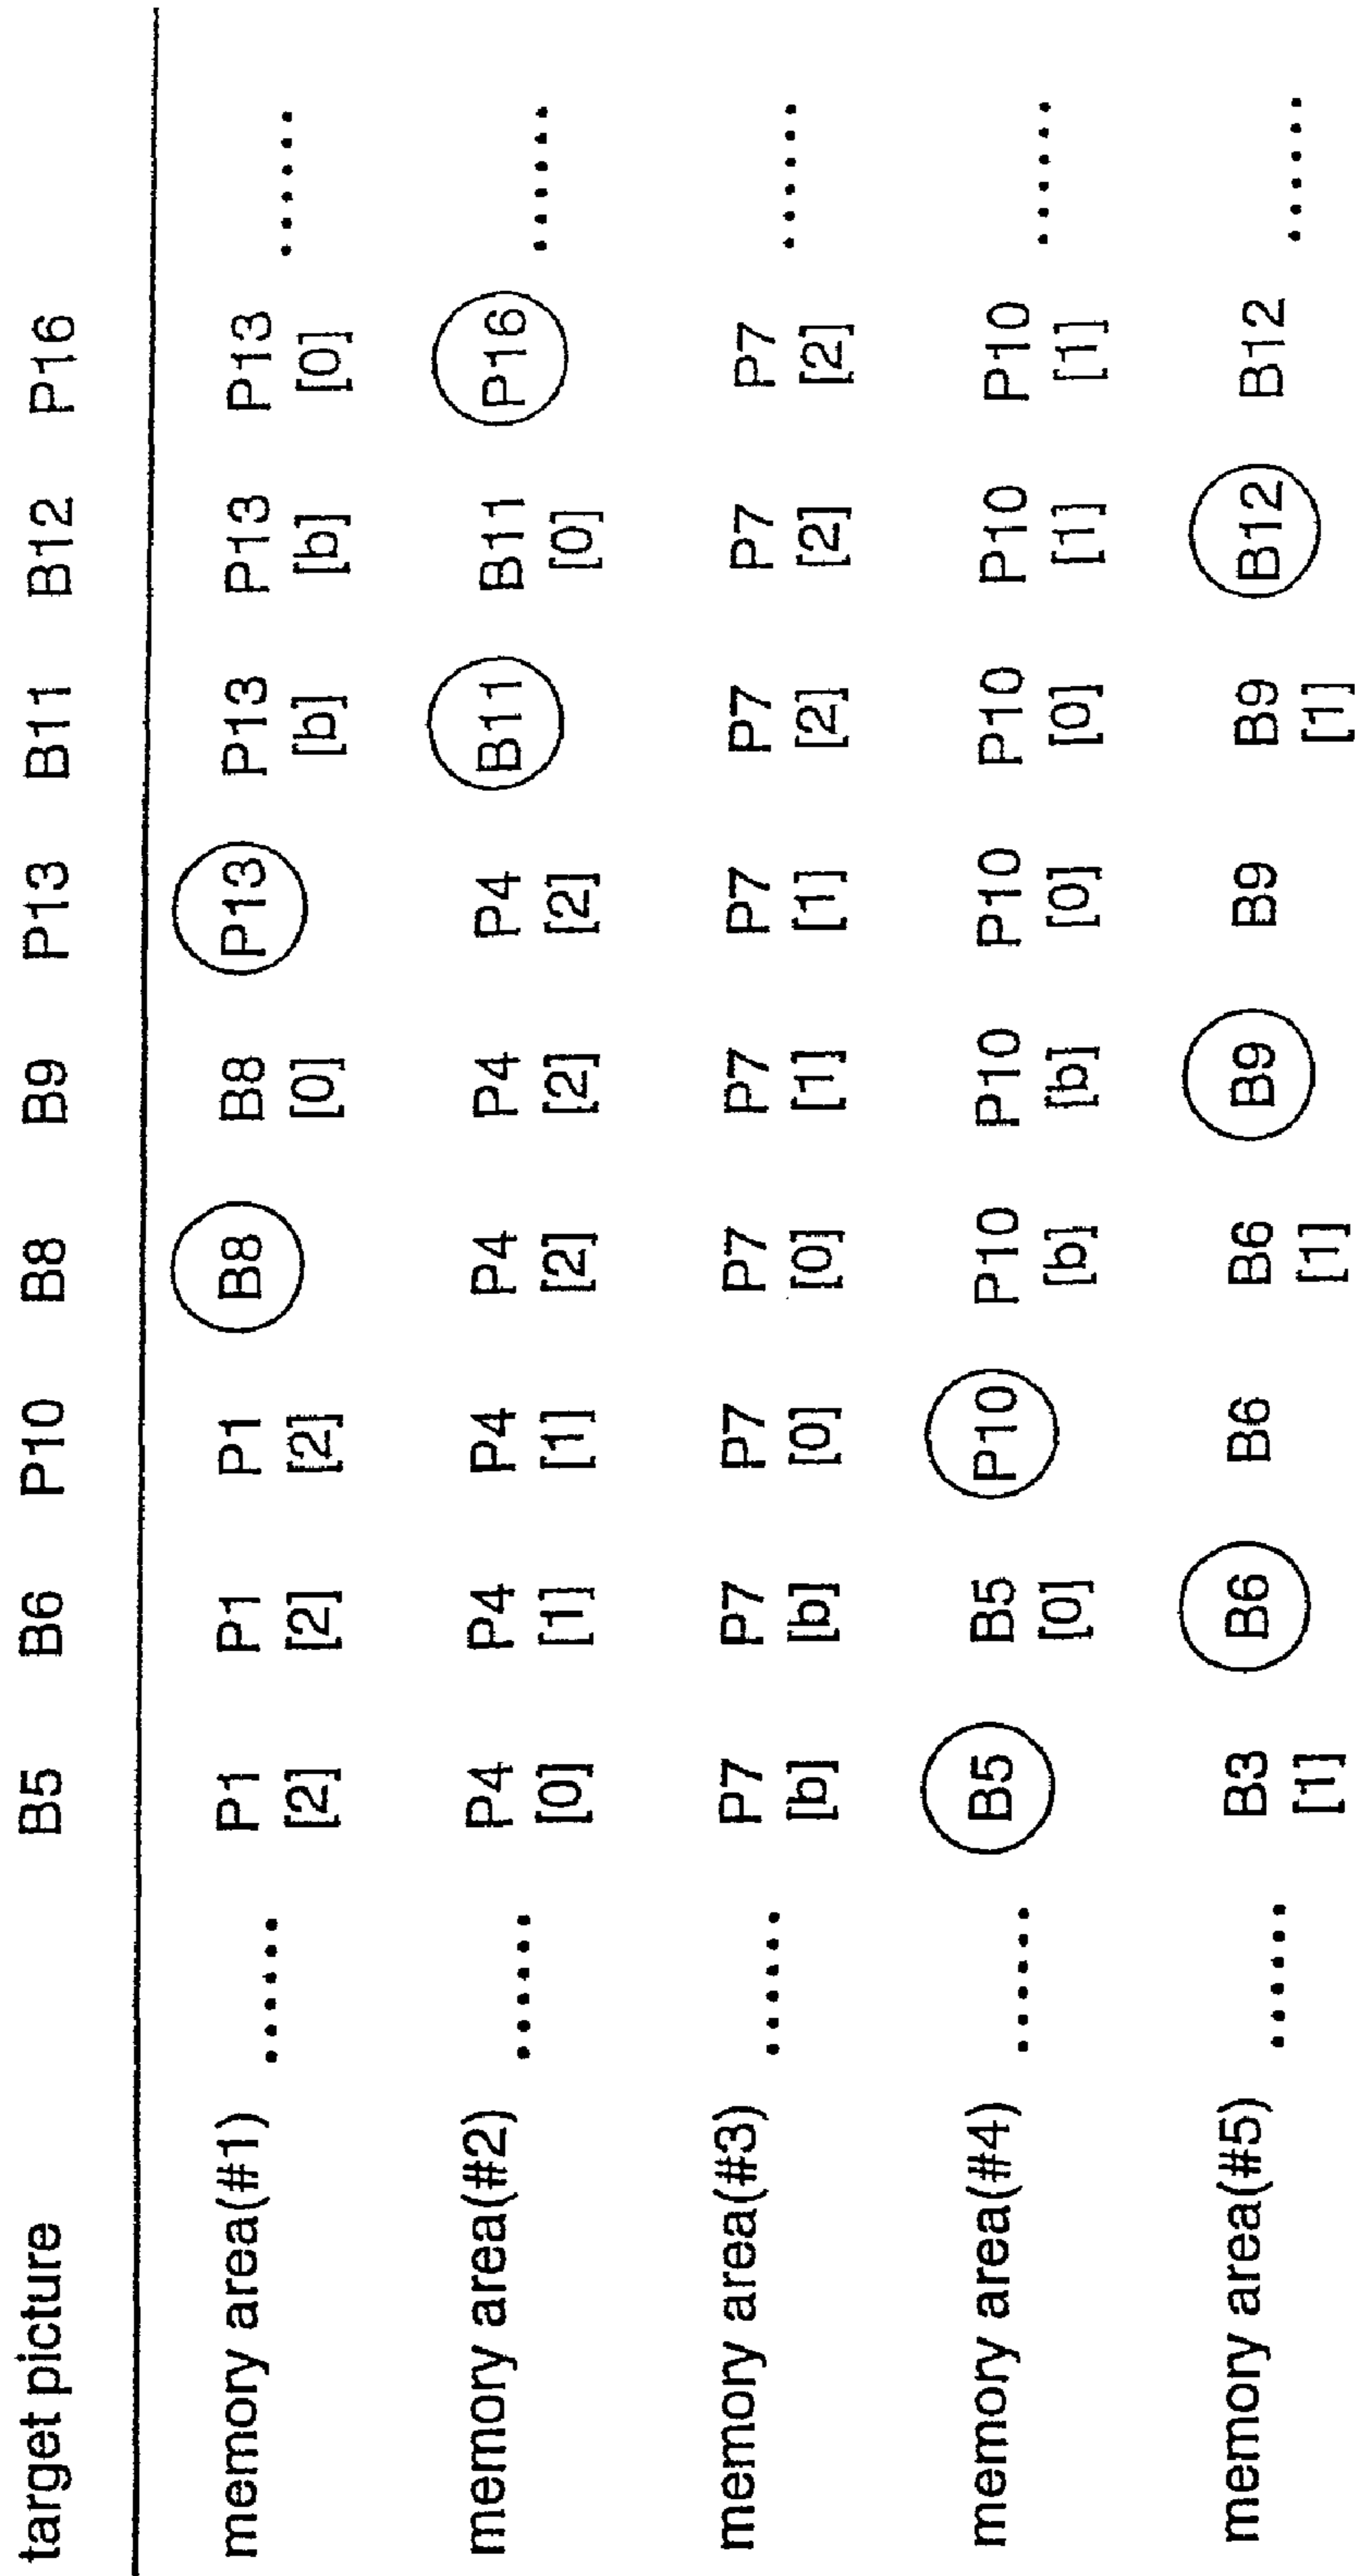 target picture B5 B6 P10 B8 B9 P13 B11 B12 P16
memory area(#1) ...... P1 P1 P1 B8 B8 P13 P13 P13 P13 ......
[2] [2] [2] [0] [b] [b] [0]
memory area(#2) ...... P4 P4 P4 P4 P4 P4 B11 B11 P16 ......
[0] [1] [1] [2] [2] [2] [0]
memory area(#3) ...... P7 P7 P7 P7 P7 P7 P7 P7 P7 ......
[b] [b] [0] [0] [1] [1] [2] [2] [2]
memory area(#4) ...... B5 B5 P10 P10 P10 P10 P10 P10 P10 ......
[0] [b] [b] [0] [0] [1] [1]
memory area(#5) ...... B3 B6 B6 B6 B9 B9 B9 B12 B12 ......
[1] [1] [1]